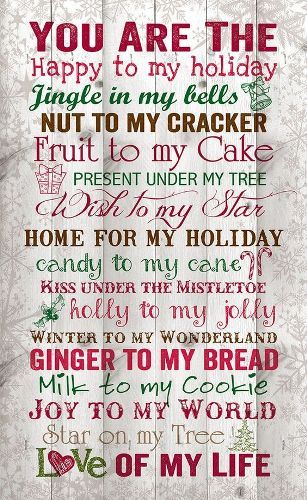 YOU ARE THE
Happy to my holiday
Jingle in my bells
NUT TO MY CRACKER
Fruit to my Cake
PRESENT UNDER MY TREE
Wish to my Star
HOME FOR MY HOLIDAY
candy to my cane
KISS UNDER THE MISTLETOE
holly to my jolly
WINTER TO MY WONDERLAND
GINGER TO MY BREAD
Milk to my Cookie
JOY TO MY WORLD
Star on my Tree
LOVE OF MY LIFE